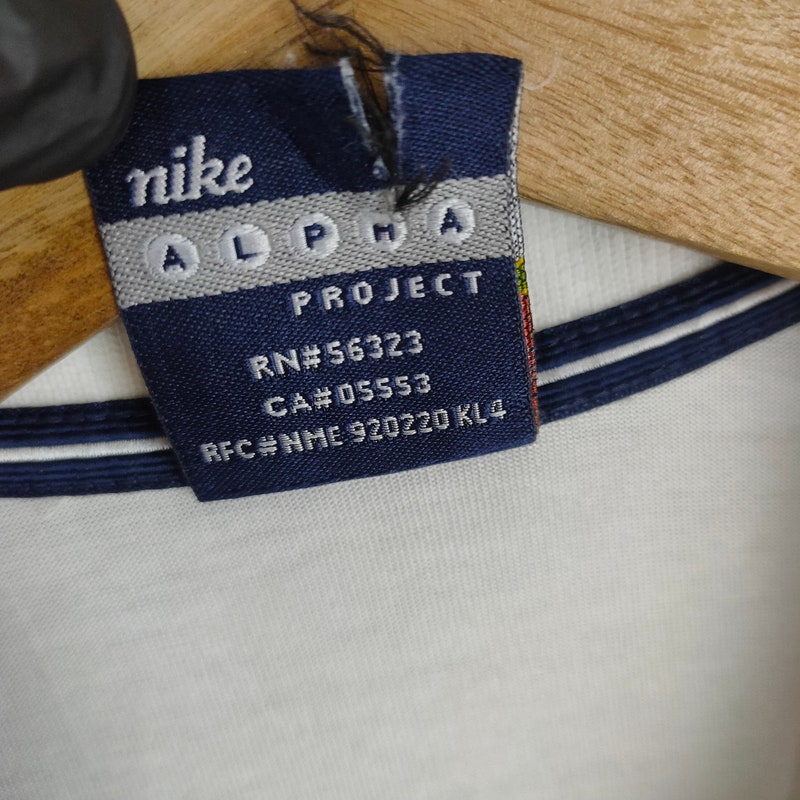 nike
ALPHA
PROJECT
RN#56323
CA#05553
RFC#NME 920220 KL4